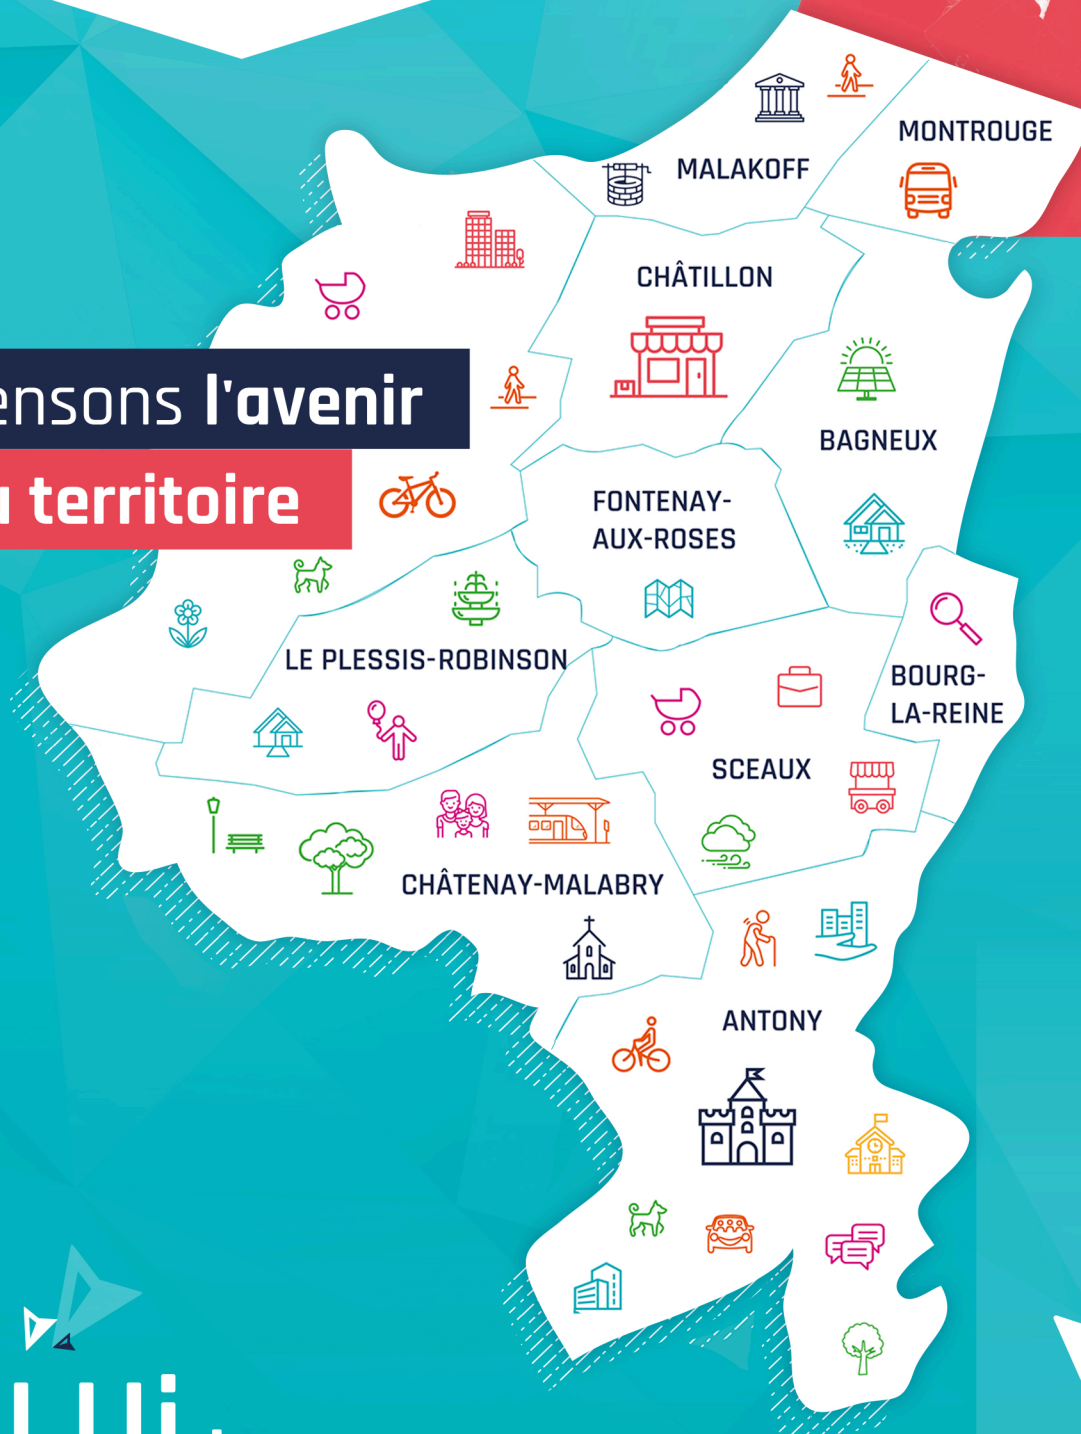 MONTROUGE
MALAKOFF
CHÂTILLON
l'avenir
BAGNEUX
territoire
FONTENAY-
AUX-ROSES
LE PLESSIS-ROBINSON
BOURG-
LA-REINE
SCEAUX
CHÂTENAY-MALABRY
ANTONY